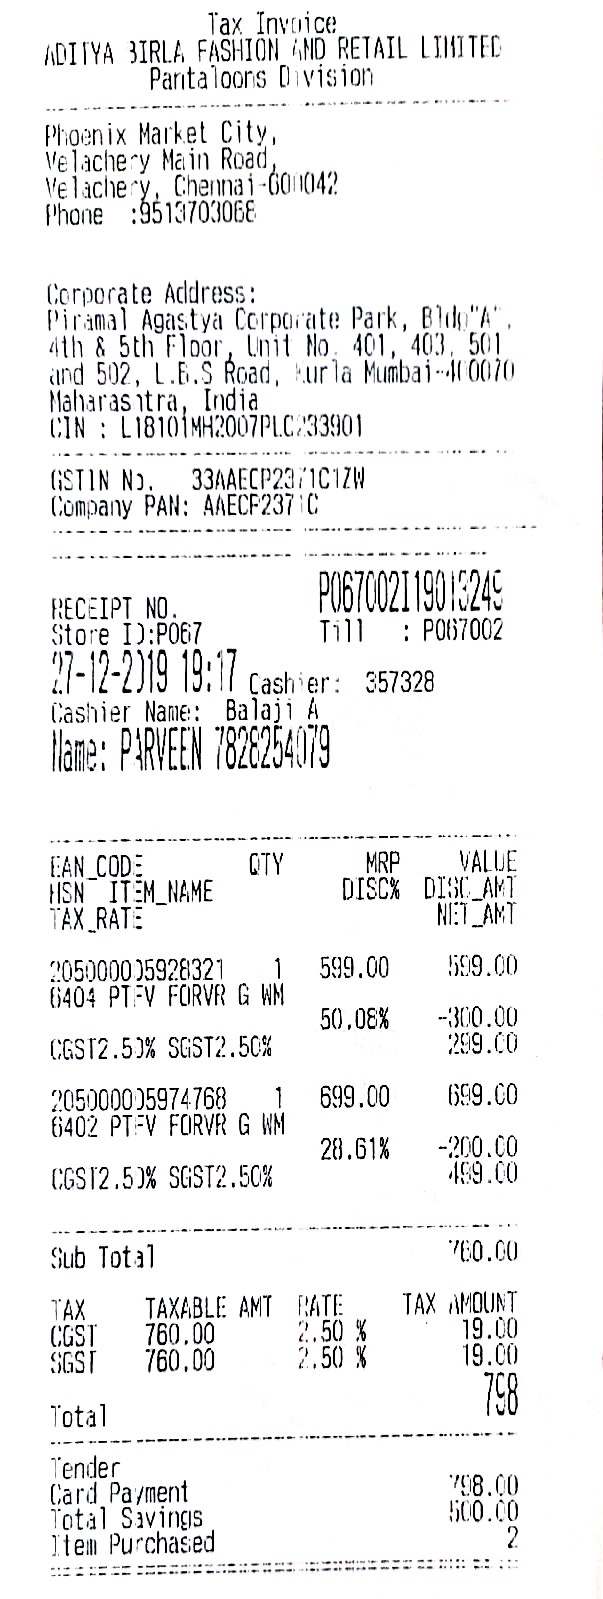 Tax Invoice
ADITYA BIRLA FASHION AND RETAIL LIMITED
Pantaloons Division
Phoenix Market City,
Velachery Main Road,
Velachery, Chennai-600042
Phone :9513703068
Corporate Address:
Piramal Agastya Corporate Park, Bldg"A",
4th & 5th Floor, Unit No. 401, 403, 501
and 502, L.B.S Road, Kurla Mumbai-400070
Maharasitra, India
CIN : L18101MH2007PLC233901
GSTIN No. 33AAECP2371C1ZW
Company PAN: AAECP2371C
RECEIPT NO. P067002I19013249
Store ID:P067 Till : P067002
27-12-2019 19:17 Cashier: 357328
Cashier Name: Balaji A
Name: PARVEEN 7826254079
EAN_CODE QTY MRP VALUE
HSN ITEM_NAME DISC% DISC_AMT
TAX_RATE NET_AMT
205000005928321 1 599.00 599.00
6404 PTFV FORVR G WM
50.08% -300.00
CGST2.50% SGST2.50% 299.00
205000005974768 1 699.00 699.00
6402 PTFV FORVR G WM
28.61% -200.00
CGST2.50% SGST2.50% 499.00
Sub Total 760.00
TAX TAXABLE AMT RATE TAX AMOUNT
CGST 760.00 2.50 % 19.00
SGST 760.00 2.50 % 19.00
Total 798
Tender
Card Payment 798.00
Total Savings 500.00
Item Purchased 2